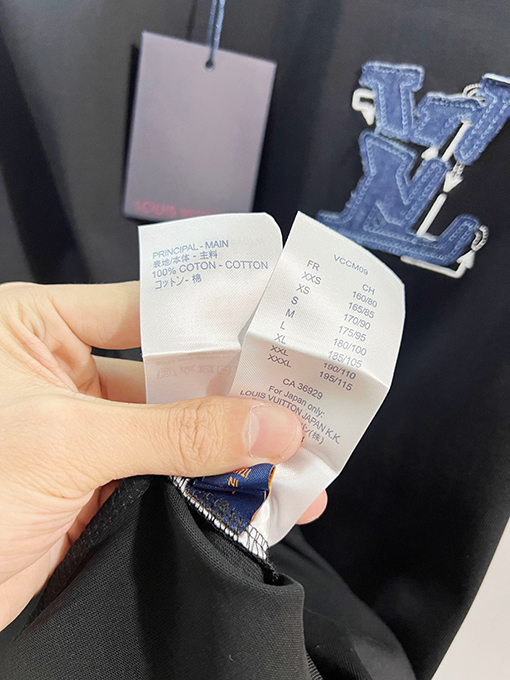 LOUIS
PRINCIPAL - MAIN
表地/本体 - 主料
100% COTON - COTTON
コットン - 棉
VCCM09
FR CH
XXS 160/80
XS 165/85
S 170/90
M 175/95
L 180/100
XL 185/105
XXL 190/110
XXXL 195/115
CA 36929
For Japan only:
LOUIS VUITTON JAPAN K.K.
(株)